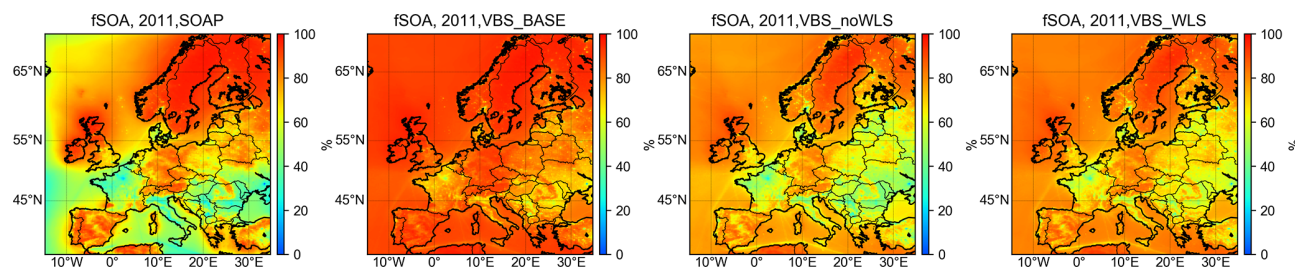 fSOA, 2011,SOAP
65°N
55°N
45°N
10°W 0° 10°E 20°E 30°E
100
80
60
40
20
0
%
fSOA, 2011,VBS_BASE
65°N
55°N
45°N
10°W 0° 10°E 20°E 30°E
100
80
60
40
20
0
%
fSOA, 2011,VBS_noWLS
65°N
55°N
45°N
10°W 0° 10°E 20°E 30°E
100
80
60
40
20
0
%
fSOA, 2011,VBS_WLS
65°N
55°N
45°N
10°W 0° 10°E 20°E 30°E
100
80
60
40
20
0
%